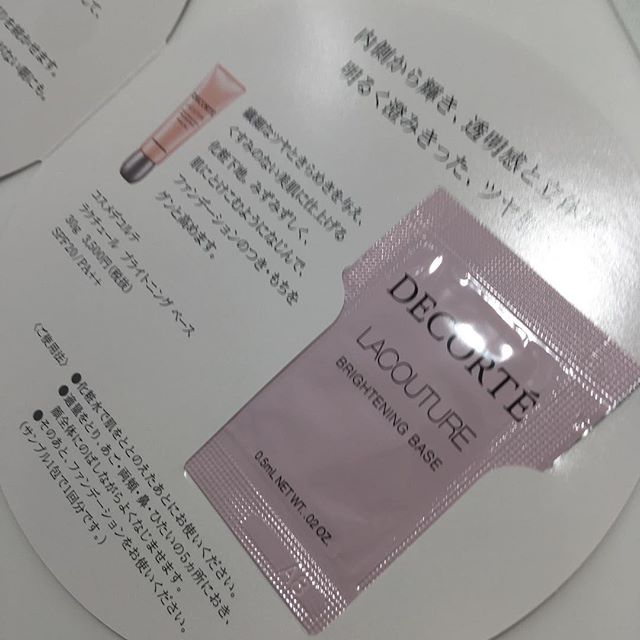 内側から輝き、透明感と
明るく澄みきった、ツヤ
繊細なツヤときらめきを与え、
くすみのない素肌に仕上げる
化粧下地。みずみずしく、
肌にとけこむようになじんで、
ファンデーションのつき・もちを
グンと高めます。
コスメデコルテ
ラクチュール ブライトニング ベース
30g
SPF20/PA++
〈ご使用法〉
●化粧水で肌をととのえたあとにお使いください。
●適量をとり、あご・両頬・鼻・ひたいの5ヵ所におき、
顔全体にのばしながらよくなじませます。
●そのあと、ファンデーションをお使いください。
(サンプル1包で1回分です。)
DECORTÉ
LACOUTURE
BRIGHTENING BASE
0.5mL NET WT. .02 OZ.